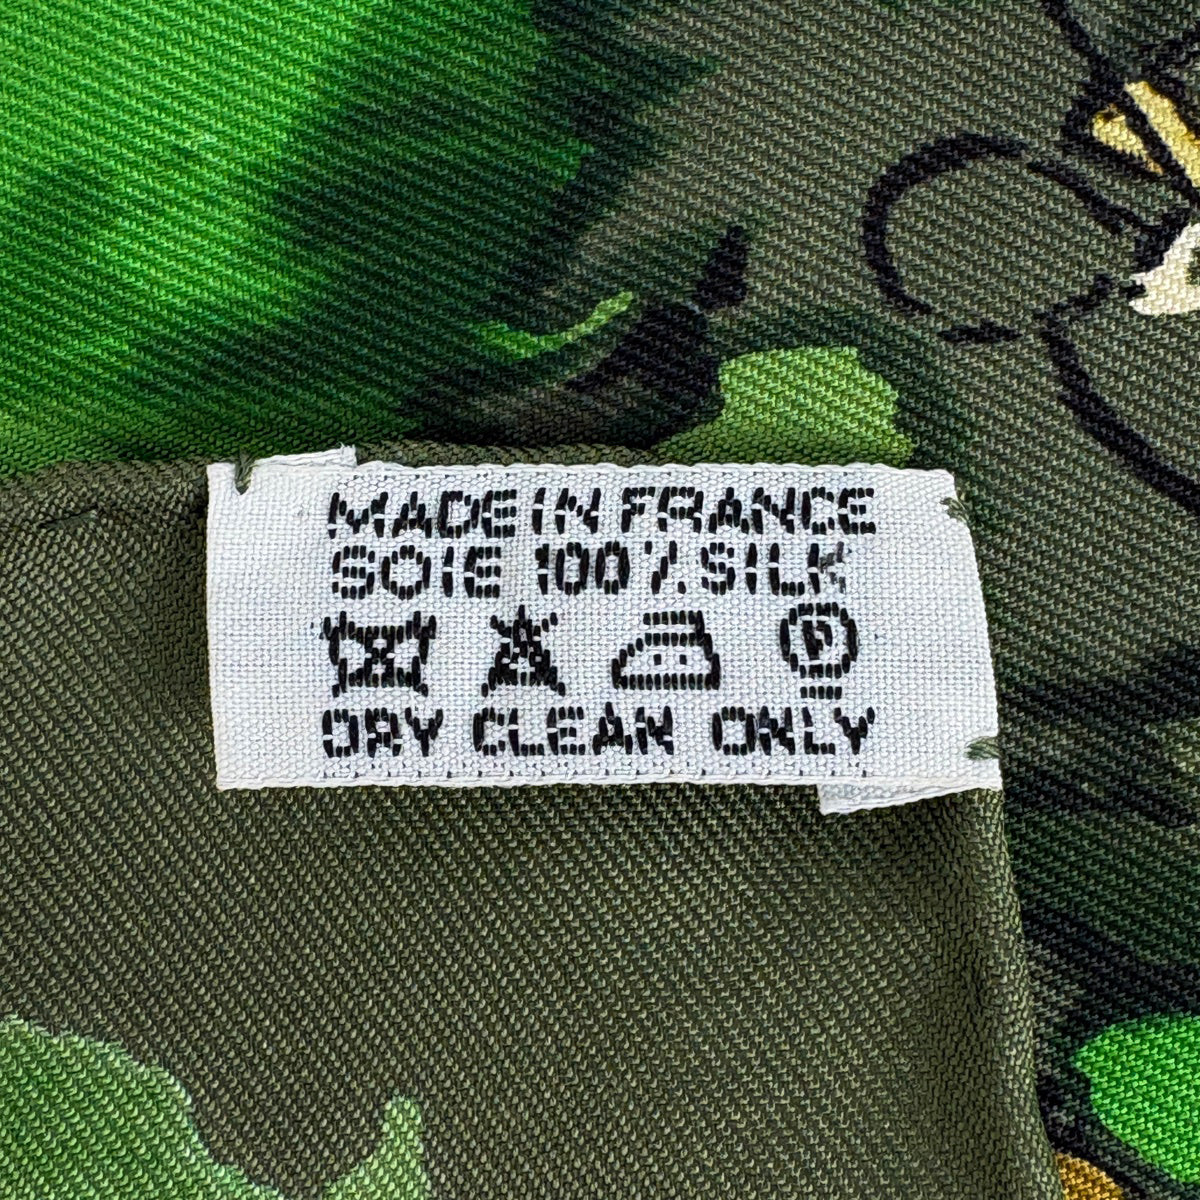 MADE IN FRANCE
SOIE 100% SILK
P
DRY CLEAN ONLY